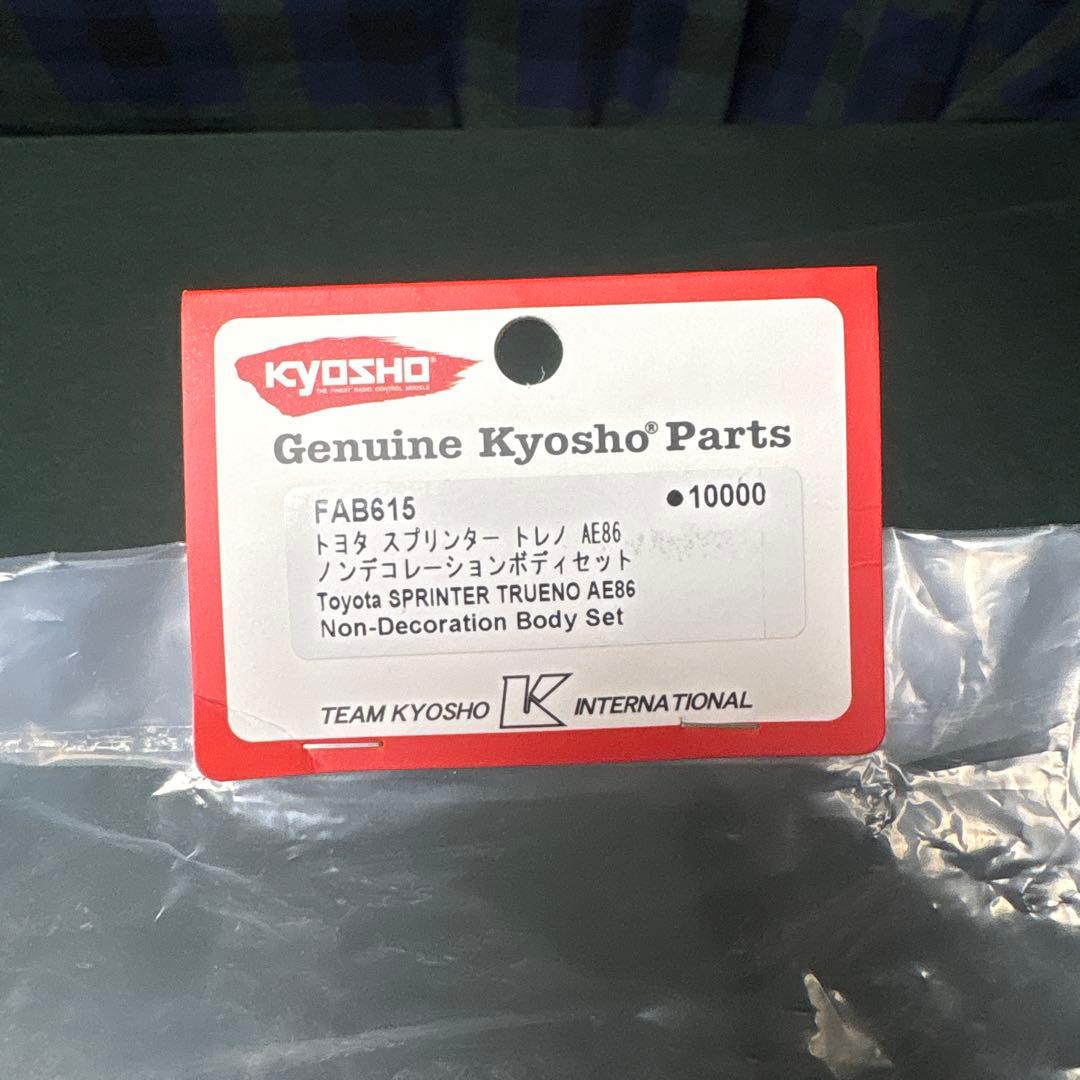 KYOSHO®
THE FINEST RADIO CONTROL MODELS
Genuine Kyosho® Parts
FAB615 ●10000
トヨタ スプリンター トレノ AE86
ノンデコレーションボディセット
Toyota SPRINTER TRUENO AE86
Non-Decoration Body Set
TEAM KYOSHO K INTERNATIONAL